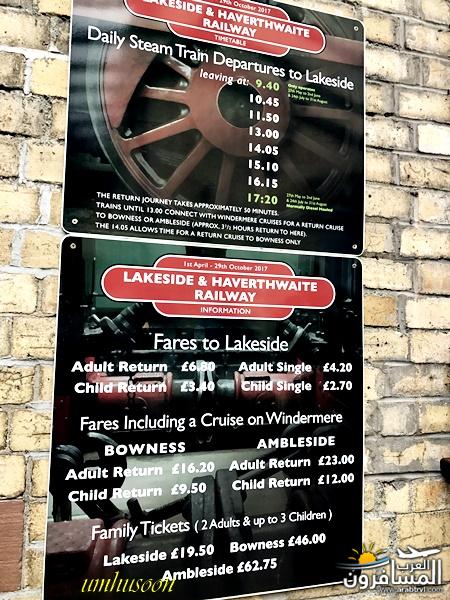 29th October 2017
LAKESIDE & HAVERTHWAITE
RAILWAY
TIMETABLE
Daily Steam Train Departures to Lakeside
leaving at: 9.40
10.45
11.50
13.00
14.05
15.10
16.15
17:20
Normally Diesel Hauled
THE RETURN JOURNEY TAKES APPROXIMATELY 50 MINUTES.
TRAINS UNTIL 13.00 CONNECT WITH WINDERMERE CRUISES FOR A RETURN CRUISE
TO BOWNESS OR AMBLESIDE (APPROX. 3½ HOURS RETURN TO HERE).
THE 14.05 ALLOWS TIME FOR A RETURN CRUISE TO BOWNESS ONLY
1st April - 29th October 2017
LAKESIDE & HAVERTHWAITE
RAILWAY
INFORMATION
Fares to Lakeside
Adult Return £6.80 Adult Single £4.20
Child Return £3.40 Child Single £2.70
Fares Including a Cruise on Windermere
BOWNESS AMBLESIDE
Adult Return £16.20 Adult Return £23.00
Child Return £9.50 Child Return £12.00
Family Tickets ( 2 Adults & up to 3 Children )
Lakeside £19.50 Bowness £46.00
Ambleside £62.75
umhusoon
العرب
المسافرون
www.arabtrvl.com